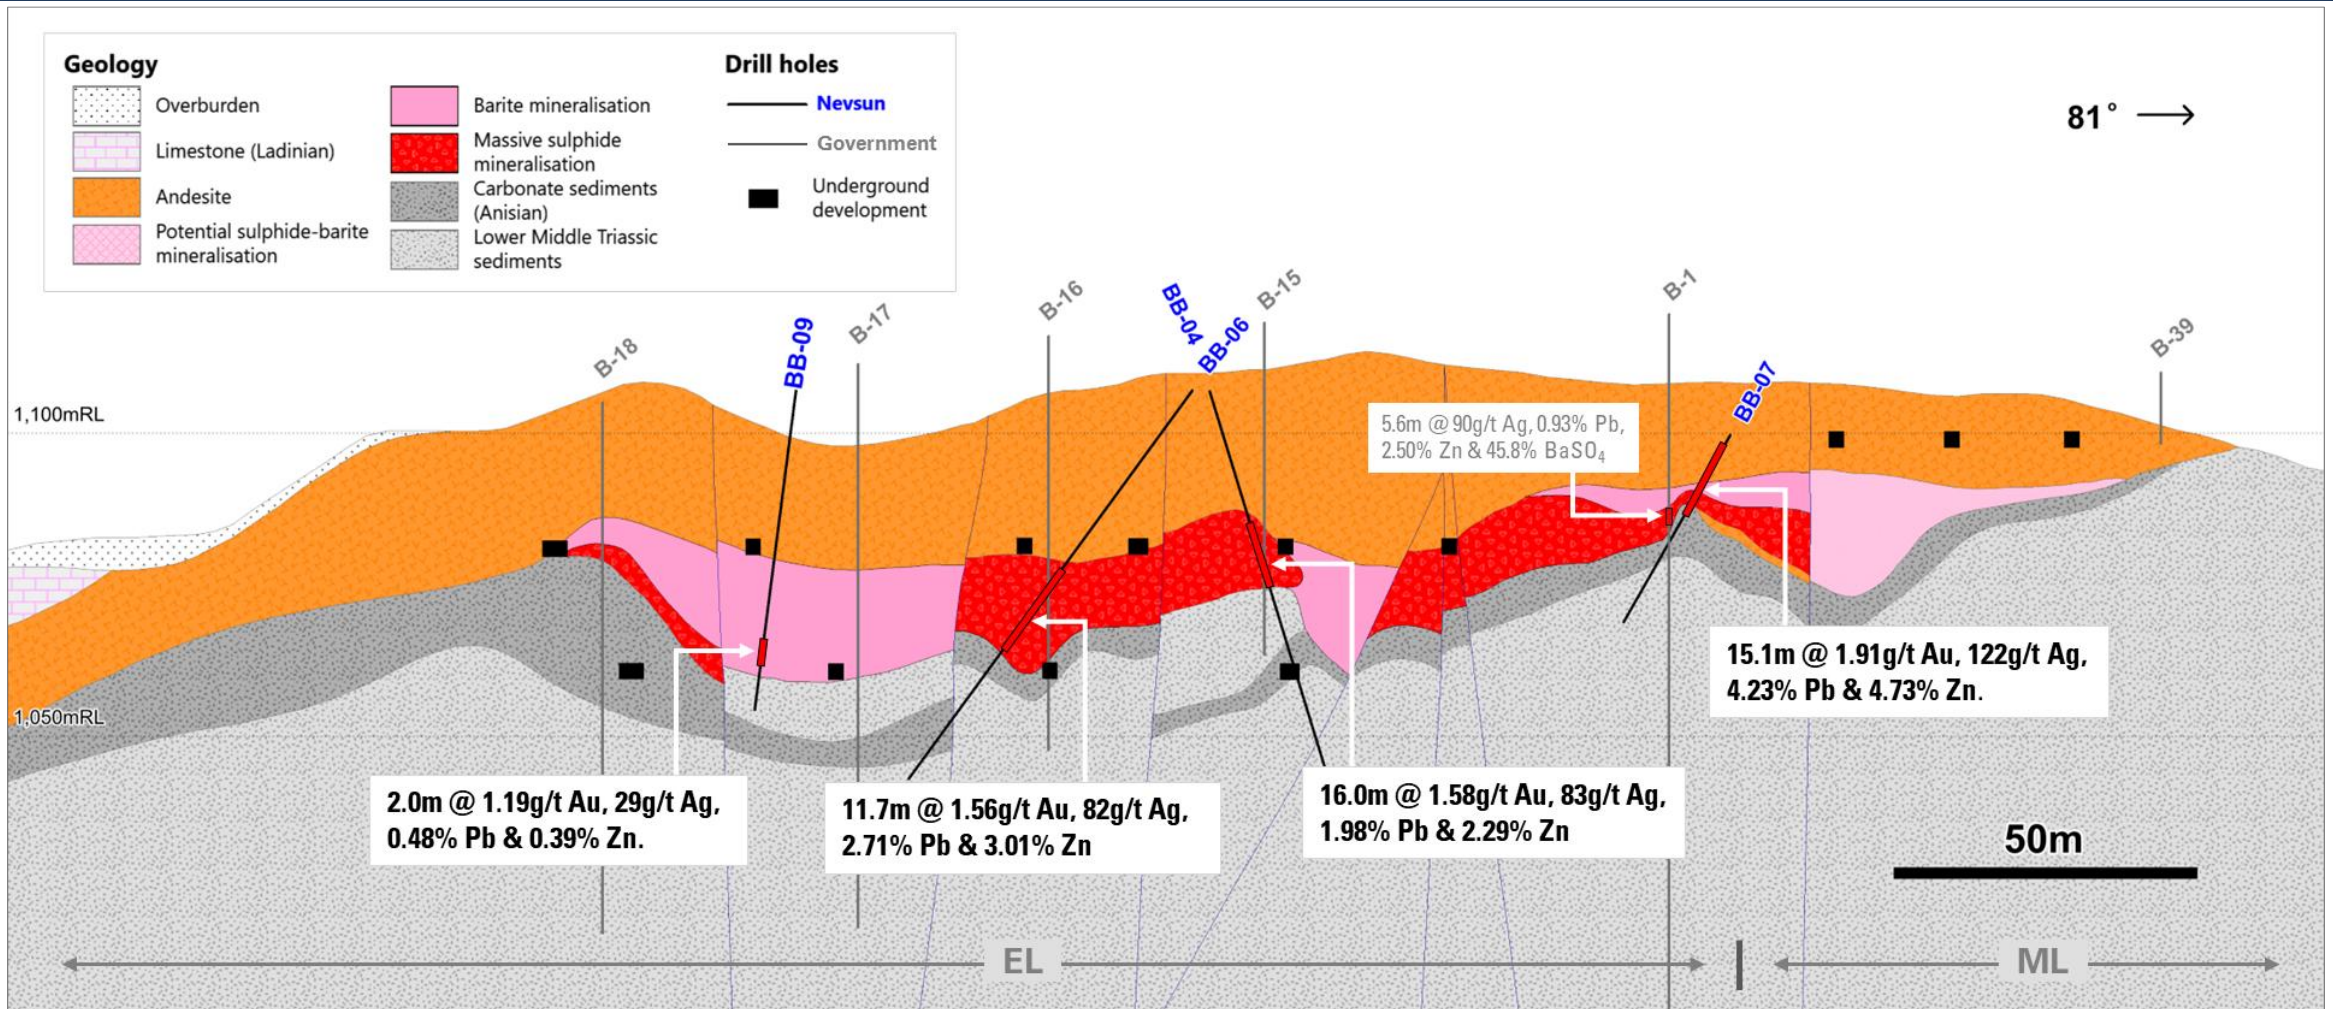 Geology
Overburden
Limestone (Ladinian)
Andesite
Potential sulphide-barite
mineralisation
Barite mineralisation
Massive sulphide
mineralisation
Carbonate sediments
(Anisian)
Lower Middle Triassic
sediments
Drill holes
Nevsun
Government
Underground
development
81° →
B-18
BB-09
B-17
B-16
BB-04
BB-06
B-15
B-1
BB-07
B-39
1,100mRL
1,050mRL
5.6m @ 90g/t Ag, 0.93% Pb,
2.50% Zn & 45.8% BaSO₄
15.1m @ 1.91g/t Au, 122g/t Ag,
4.23% Pb & 4.73% Zn.
2.0m @ 1.19g/t Au, 29g/t Ag,
0.48% Pb & 0.39% Zn.
11.7m @ 1.56g/t Au, 82g/t Ag,
2.71% Pb & 3.01% Zn
16.0m @ 1.58g/t Au, 83g/t Ag,
1.98% Pb & 2.29% Zn
50m
EL
ML